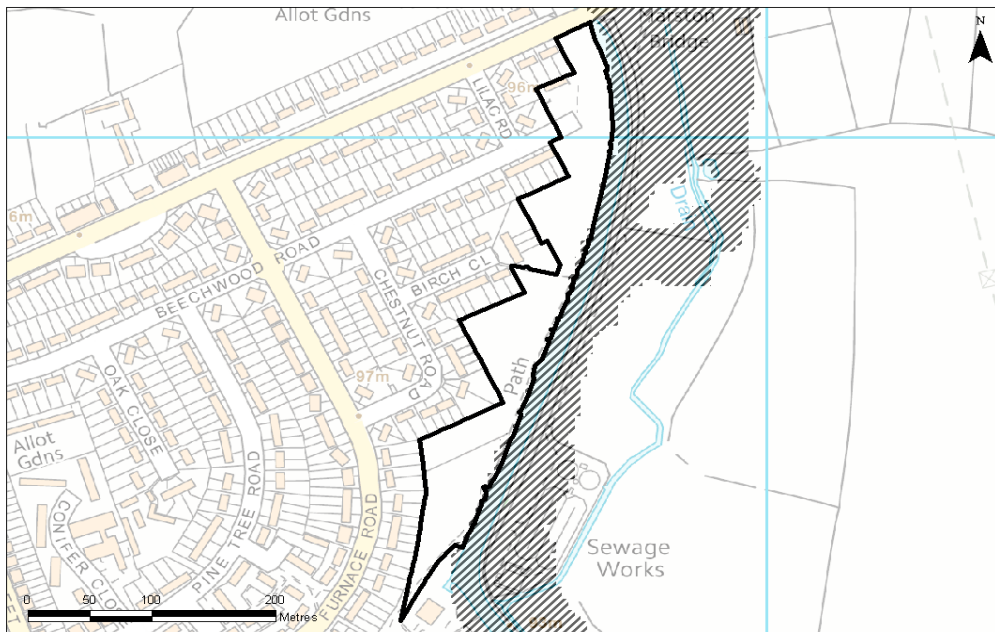 Allot Gdns
Marston
Bridge
N
96m
LILAC RD
6m
Drain
BEECHWOOD ROAD
BIRCH CL
CHESTNUT ROAD
97m
Path
OAK CLOSE
Allot
Gdns
PINE TREE ROAD
CONIFER CLO
FURNACE ROAD
Sewage
Works
0 50 100 200
Metres